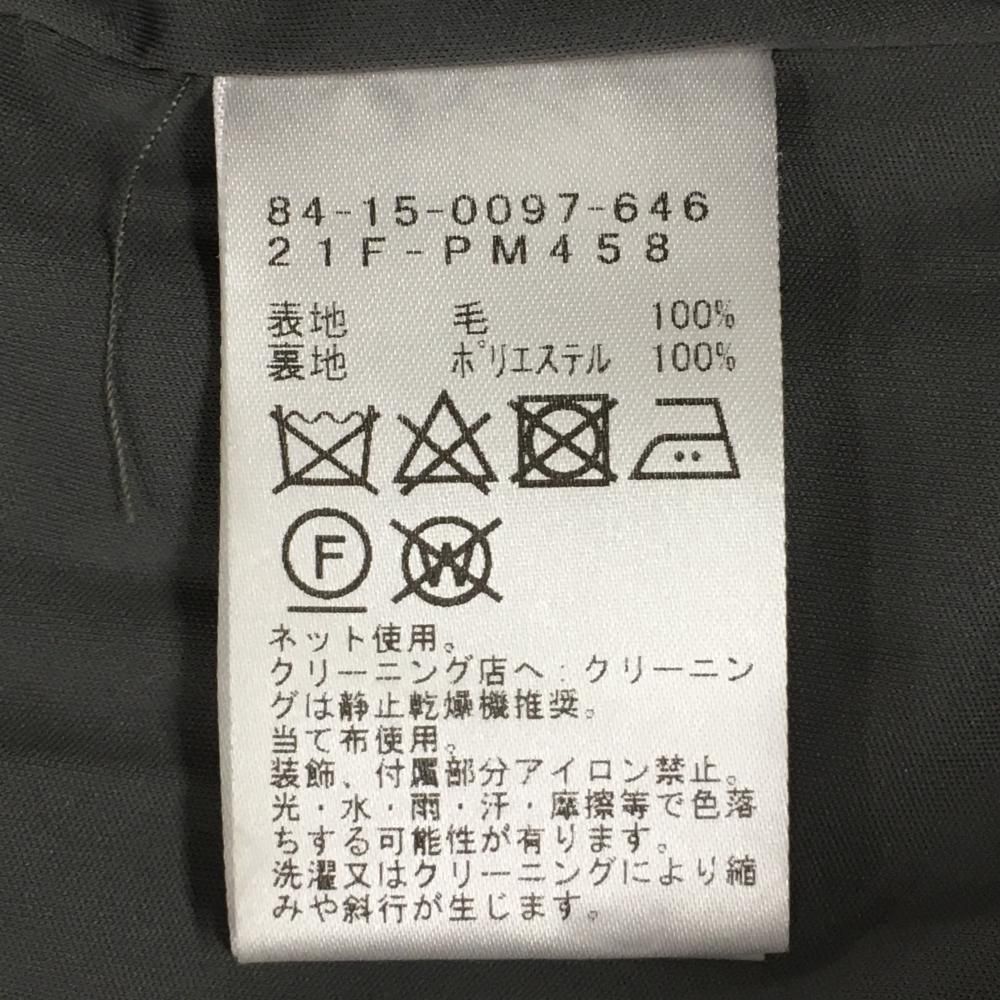 84-15-0097-646
21F-PM458
表地 毛 100%
裏地 ポリエステル 100%
F
W
ネット使用。
クリーニング店へ:クリーニン
グは静止乾燥機推奨。
当て布使用。
装飾、付属部分アイロン禁止。
光・水・雨・汗・摩擦等で色落
ちする可能性が有ります。
洗濯又はクリーニングにより縮
みや斜行が生じます。